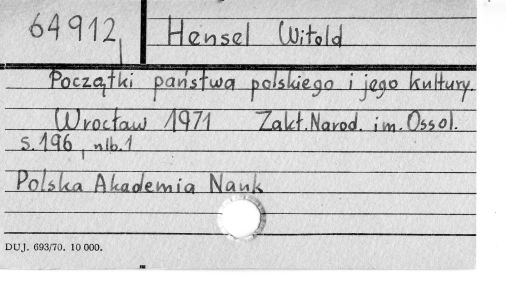 64912, Hensel Witold
Początki państwa polskiego i jego kultury.
Wrocław 1971 Zakł. Narod. im. Ossol.
s. 196, nlb. 1
Polska Akademia Nauk
DUJ. 693/70. 10 000.